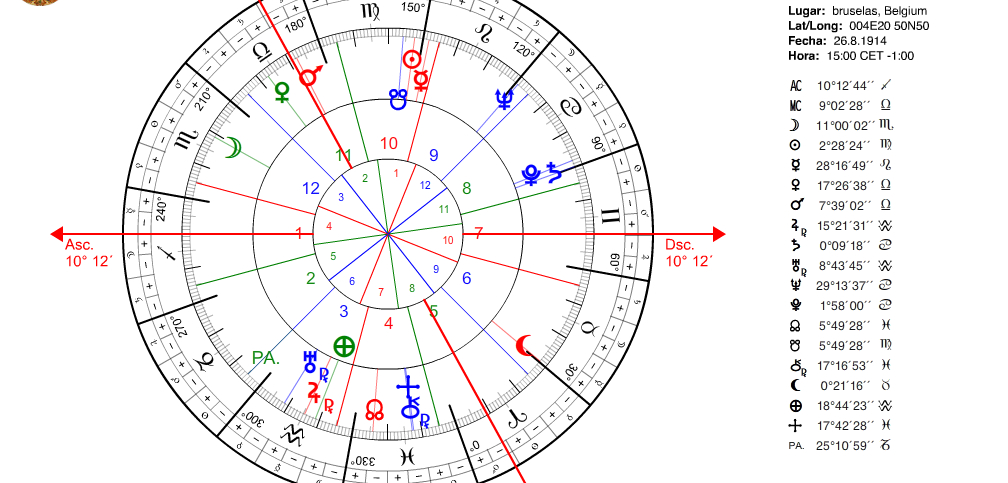 Lugar: bruselas, Belgium
Lat/Long: 004E20 50N50
Fecha: 26.8.1914
Hora: 15:00 CET -1:00
AC 10°12´44´´ ♐
MC 9°02´28´´ ♎
☽ 11°00´02´´ ♏
☉ 2°28´24´´ ♍
☿ 28°16´49´´ ♌
♀ 17°26´38´´ ♎
♂ 7°39´02´´ ♎
♃℞ 15°21´31´´ ♒
♄ 0°09´18´´ ♋
♅℞ 8°43´45´´ ♒
♆ 29°13´37´´ ♋
♇ 1°58´00´´ ♋
☊ 5°49´28´´ ♓
☋ 5°49´28´´ ♍
⚷℞ 17°16´53´´ ♓
⚸ 0°21´16´´ ♉
⊕ 18°44´23´´ ♒
☩ 17°42´28´´ ♓
PA. 25°10´59´´ ♑
180°
150°
120°
90°
60°
30°
0°
330°
300°
270°
240°
210°
10
11
9
12
8
1
7
2
6
3
4
5
2
1
12
3
11
4
10
5
9
6
7
8
Asc.
10° 12´
Dsc.
10° 12´
PA.